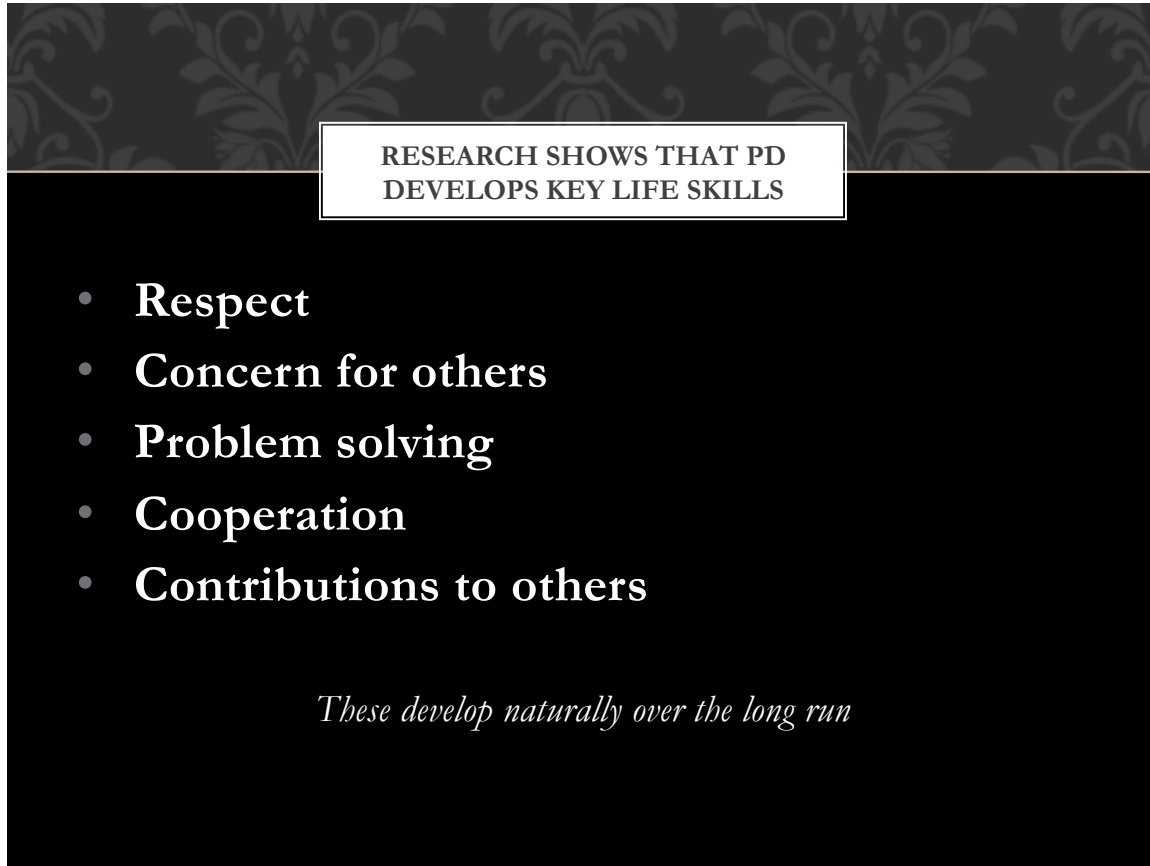 RESEARCH SHOWS THAT PD
DEVELOPS KEY LIFE SKILLS
• Respect
• Concern for others
• Problem solving
• Cooperation
• Contributions to others
These develop naturally over the long run